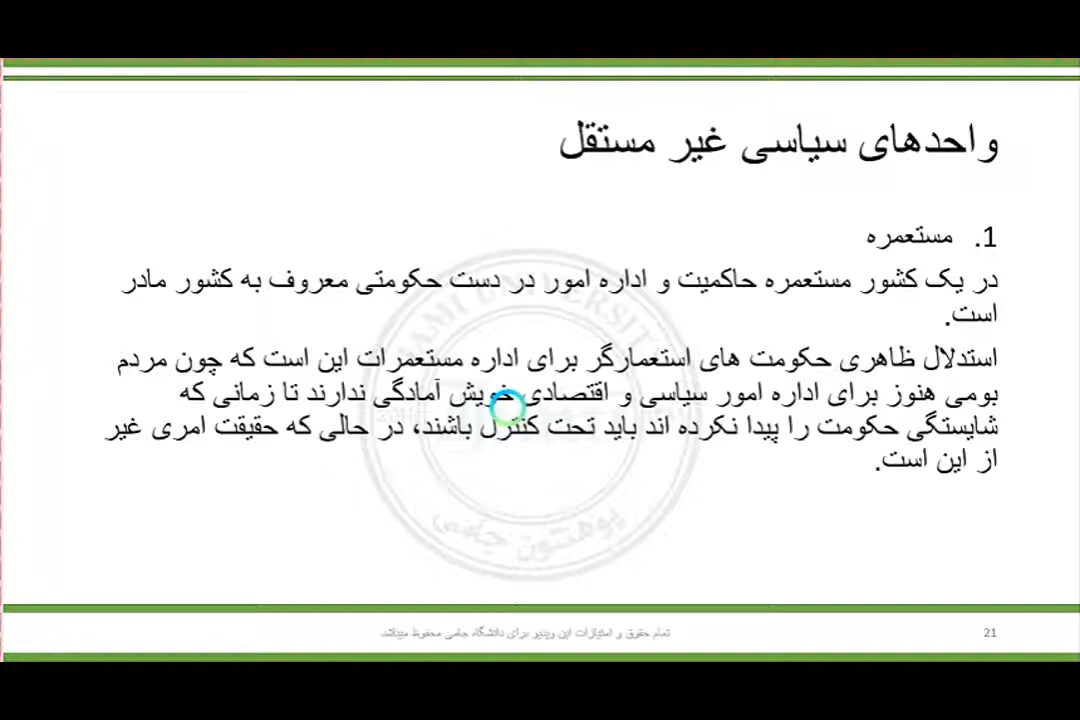 واحدهای سیاسی غیر مستقل
1. مستعمره
در یک کشور مستعمره حاکمیت و اداره امور در دست حکومتی معروف به کشور مادر
است.
استدلال ظاهری حکومت های استعمارگر برای اداره مستعمرات این است که چون مردم
بومی هنوز برای اداره امور سیاسی و اقتصادی خویش آمادگی ندارند تا زمانی که
شایستگی حکومت را پیدا نکرده اند باید تحت کنترل باشند، در حالی که حقیقت امری غیر
از این است.
JAMI UNIVERSITY
پوهنتون جامی
تمام حقوق و امتیازات این ویدیو برای دانشگاه جامی محفوظ میباشد
21